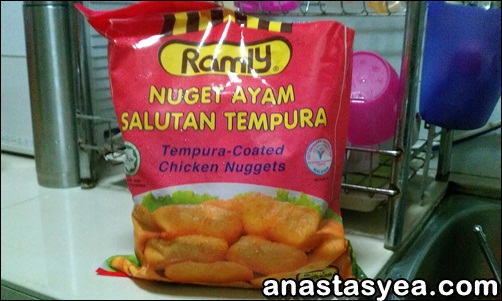 Ramly
NUGET AYAM
SALUTAN TEMPURA
Tempura-Coated
Chicken Nuggets
anastasyea.com